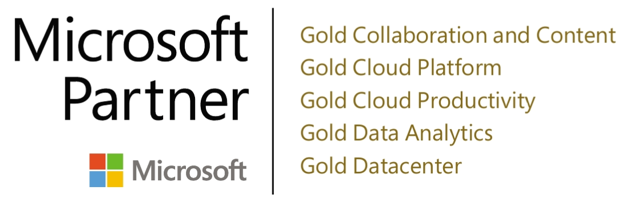 Microsoft
Partner
Microsoft
Gold Collaboration and Content
Gold Cloud Platform
Gold Cloud Productivity
Gold Data Analytics
Gold Datacenter